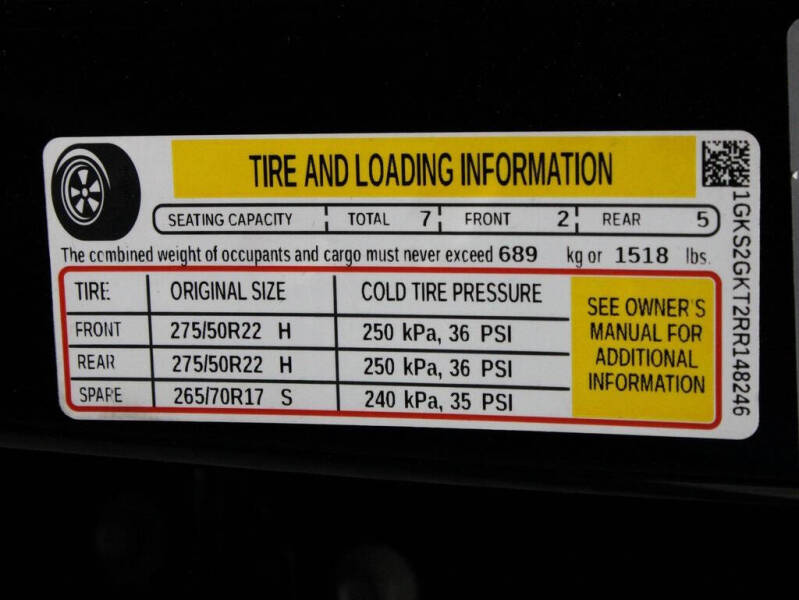 TIRE AND LOADING INFORMATION
SEATING CAPACITY TOTAL 7 FRONT 2 REAR 5
The combined weight of occupants and cargo must never exceed 689 kg or 1518 lbs.
TIRE ORIGINAL SIZE COLD TIRE PRESSURE
FRONT 275/50R22 H 250 kPa, 36 PSI
REAR 275/50R22 H 250 kPa, 36 PSI
SPARE 265/70R17 S 240 kPa, 35 PSI
SEE OWNER'S
MANUAL FOR
ADDITIONAL
INFORMATION
1GKS2GKT2RR148246